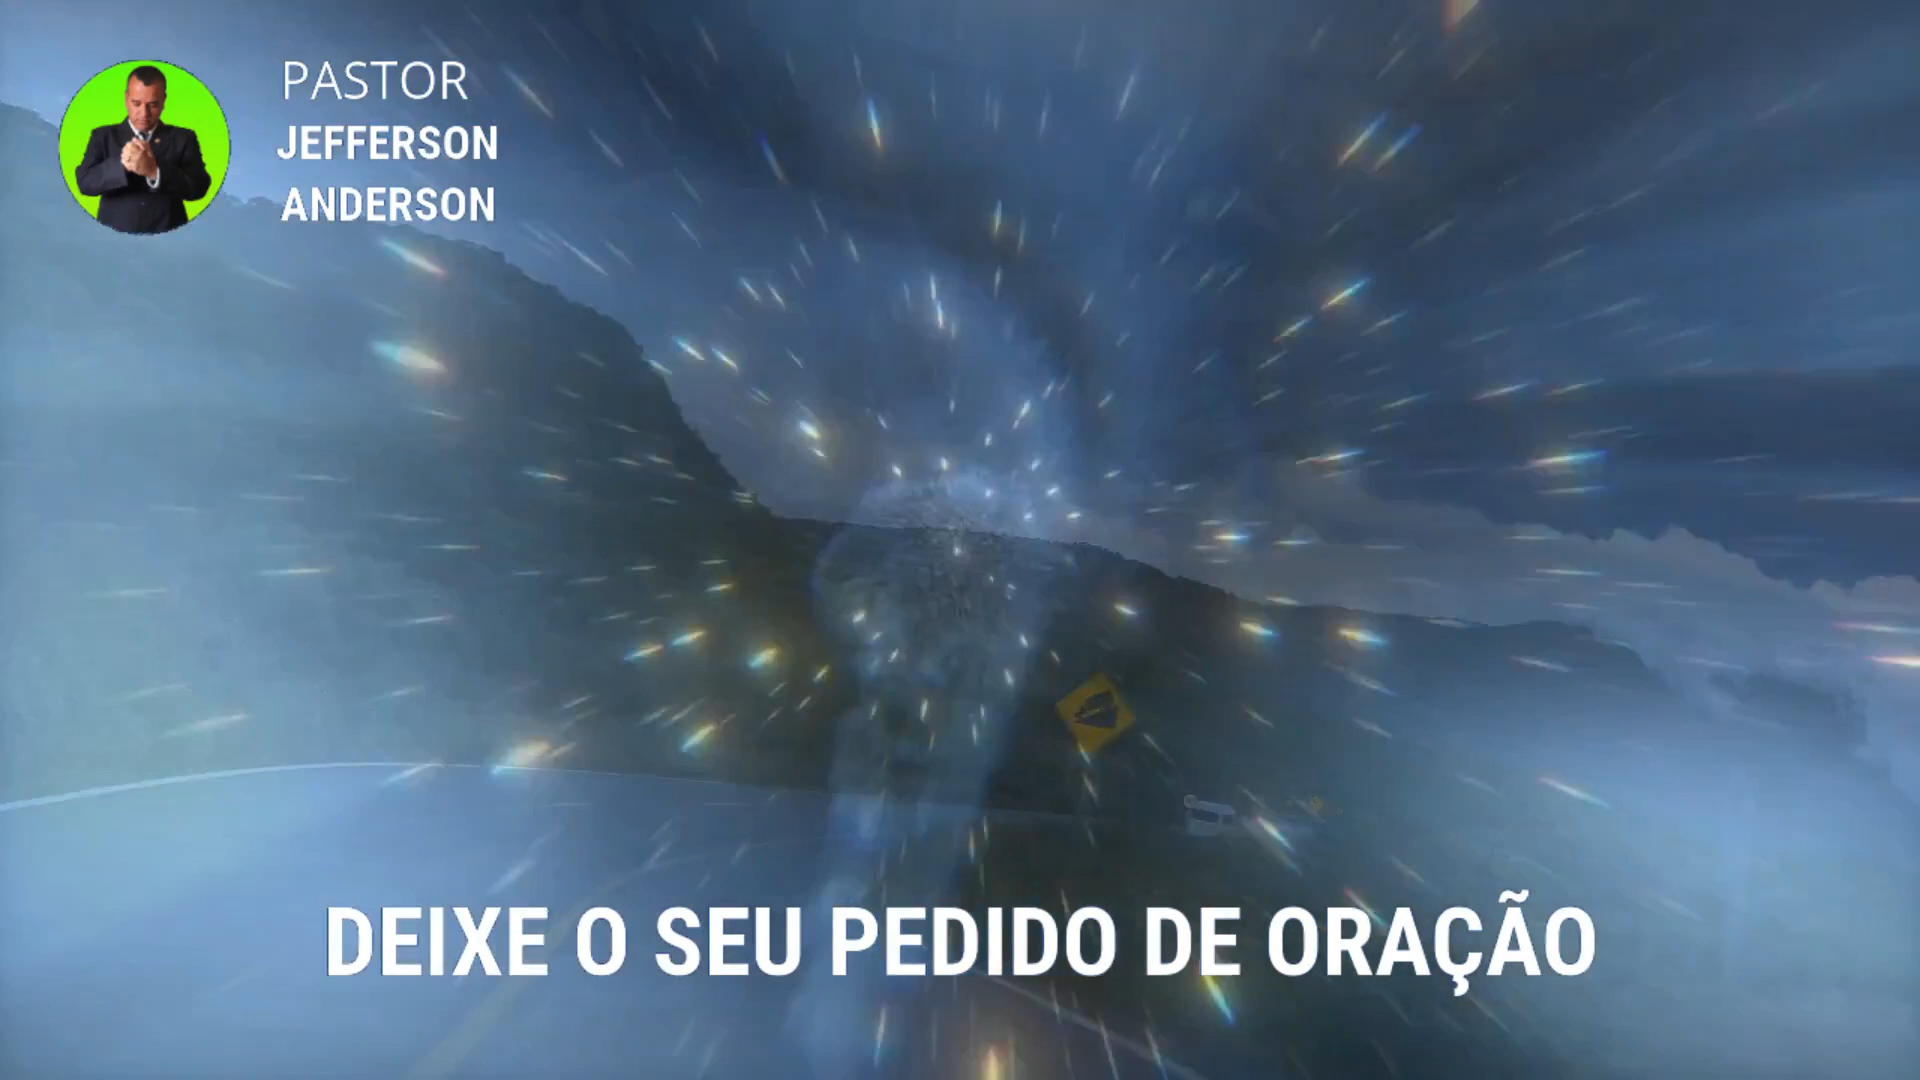 PASTOR
JEFFERSON
ANDERSON
DEIXE O SEU PEDIDO DE ORAÇÃO